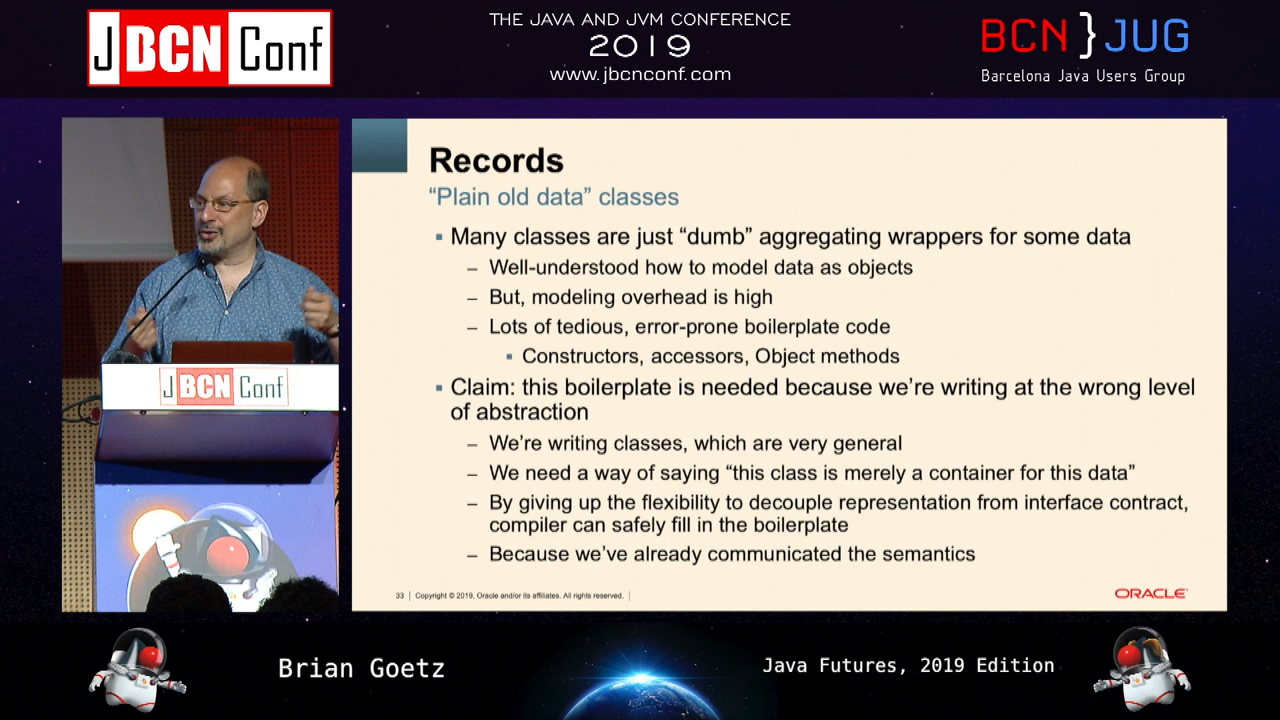 JBCNConf
THE JAVA AND JVM CONFERENCE
2019
www.jbcnconf.com
BCN}JUG
Barcelona Java Users Group
Records
“Plain old data” classes
▪ Many classes are just “dumb” aggregating wrappers for some data
– Well-understood how to model data as objects
– But, modeling overhead is high
– Lots of tedious, error-prone boilerplate code
▪ Constructors, accessors, Object methods
▪ Claim: this boilerplate is needed because we’re writing at the wrong level
of abstraction
– We’re writing classes, which are very general
– We need a way of saying “this class is merely a container for this data”
– By giving up the flexibility to decouple representation from interface contract,
compiler can safely fill in the boilerplate
– Because we’ve already communicated the semantics
33 | Copyright © 2019, Oracle and/or its affiliates. All rights reserved. |
ORACLE
JBCNConf
Brian Goetz
Java Futures, 2019 Edition